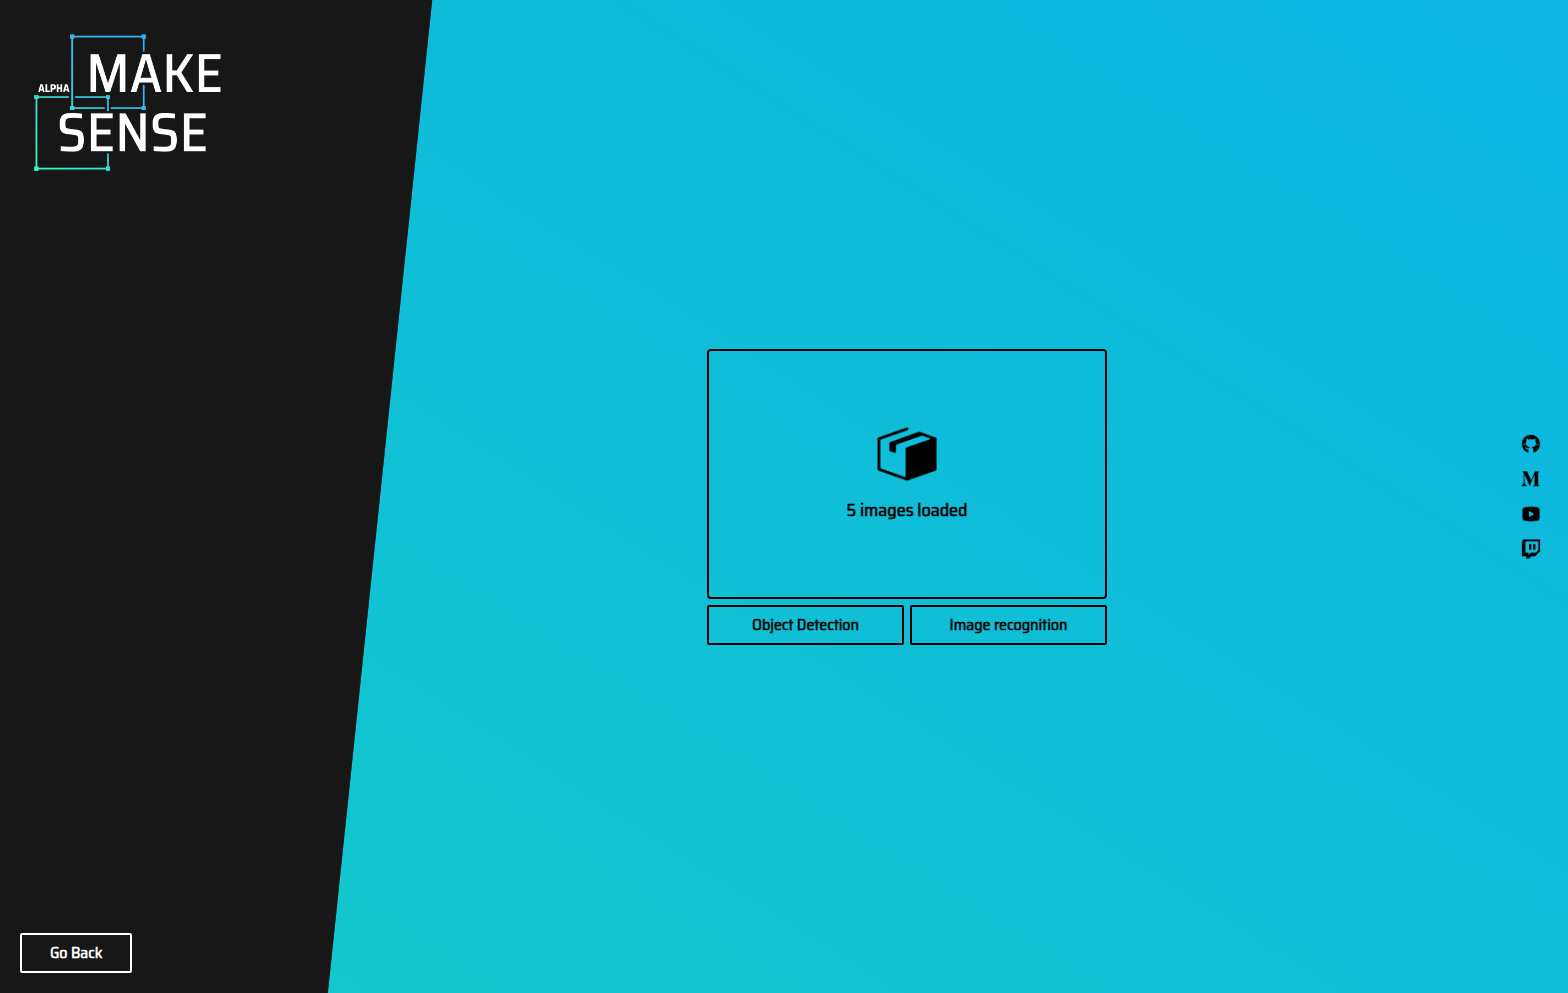 MAKE
ALPHA
SENSE
5 images loaded
Object Detection
Image recognition
Go Back